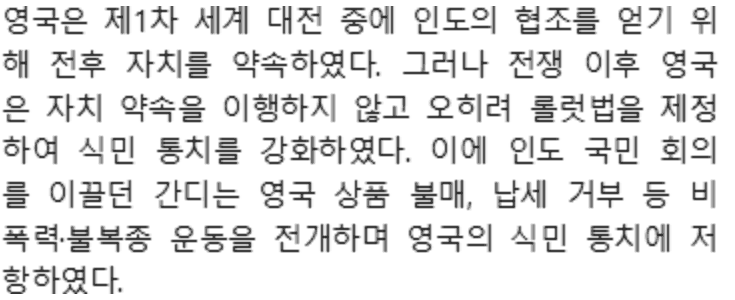 영국은 제1차 세계 대전 중에 인도의 협조를 얻기 위
해 전후 자치를 약속하였다. 그러나 전쟁 이후 영국
은 자치 약속을 이행하지 않고 오히려 롤럿법을 제정
하여 식민 통치를 강화하였다. 이에 인도 국민 회의
를 이끌던 간디는 영국 상품 불매, 납세 거부 등 비
폭력·불복종 운동을 전개하며 영국의 식민 통치에 저
항하였다.